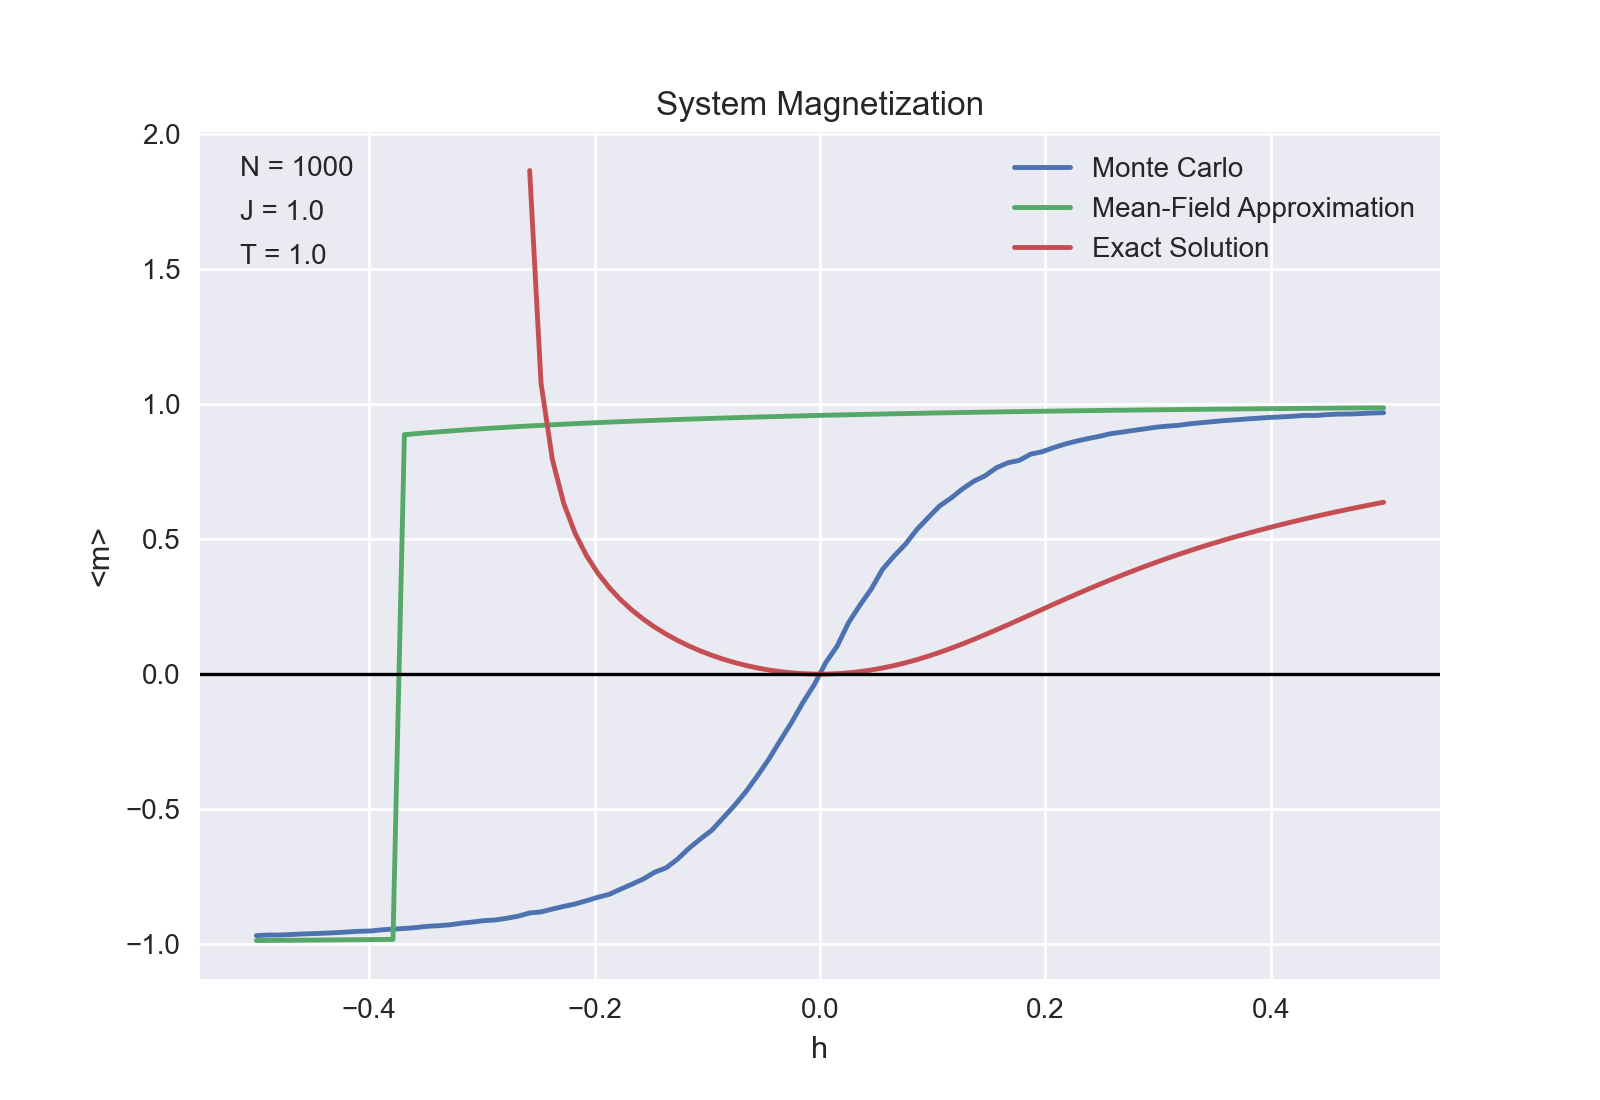 System Magnetization
N = 1000
J = 1.0
T = 1.0
Monte Carlo
Mean-Field Approximation
Exact Solution
2.0
1.5
1.0
0.5
0.0
−0.5
−1.0
<m>
−0.4 −0.2 0.0 0.2 0.4
h